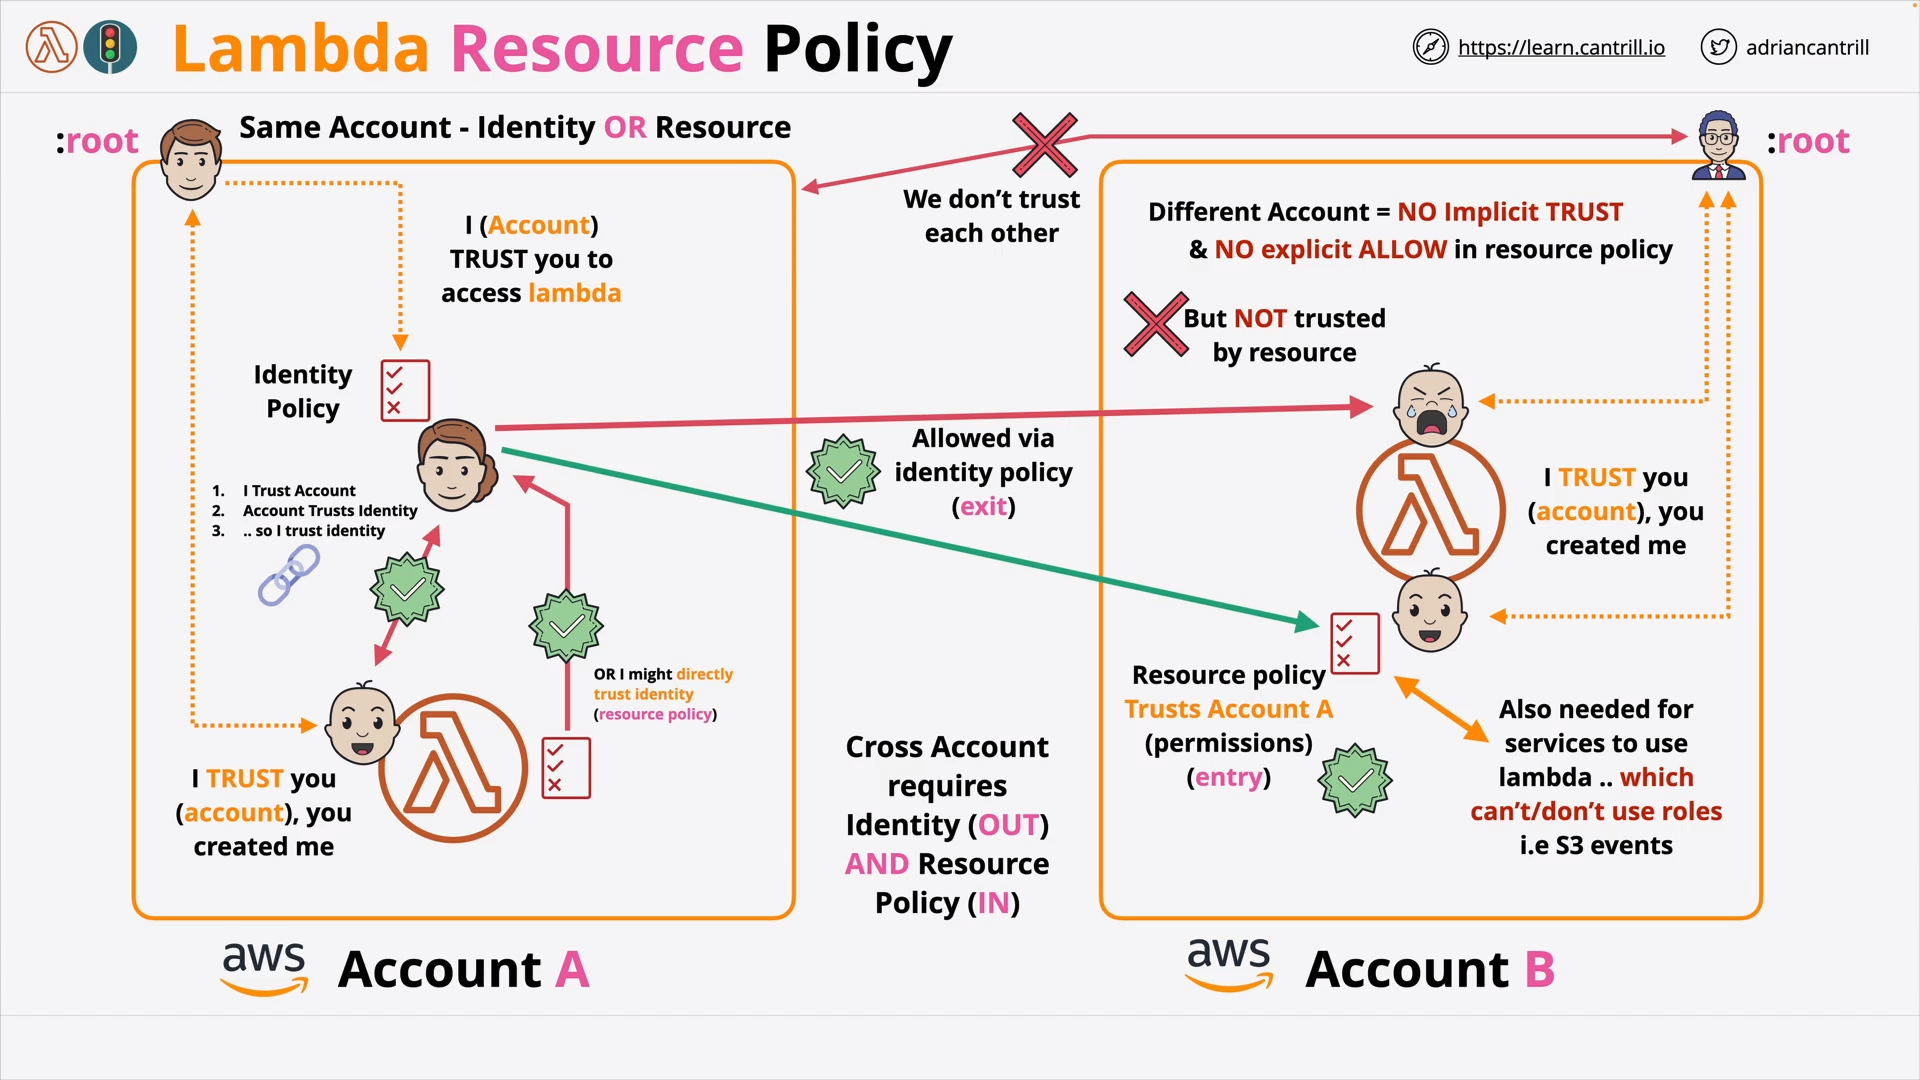 Lambda Resource Policy
https://learn.cantrill.io
adriancantrill
:root
Same Account - Identity OR Resource
I (Account)
TRUST you to
access lambda
Identity
Policy
1. I Trust Account
2. Account Trusts Identity
3. .. so I trust identity
OR I might directly
trust identity
(resource policy)
I TRUST you
(account), you
created me
aws
Account A
We don't trust
each other
Allowed via
identity policy
(exit)
Cross Account
requires
Identity (OUT)
AND Resource
Policy (IN)
:root
Different Account = NO Implicit TRUST
& NO explicit ALLOW in resource policy
But NOT trusted
by resource
I TRUST you
(account), you
created me
Resource policy
Trusts Account A
(permissions)
(entry)
Also needed for
services to use
lambda .. which
can't/don't use roles
i.e S3 events
aws
Account B